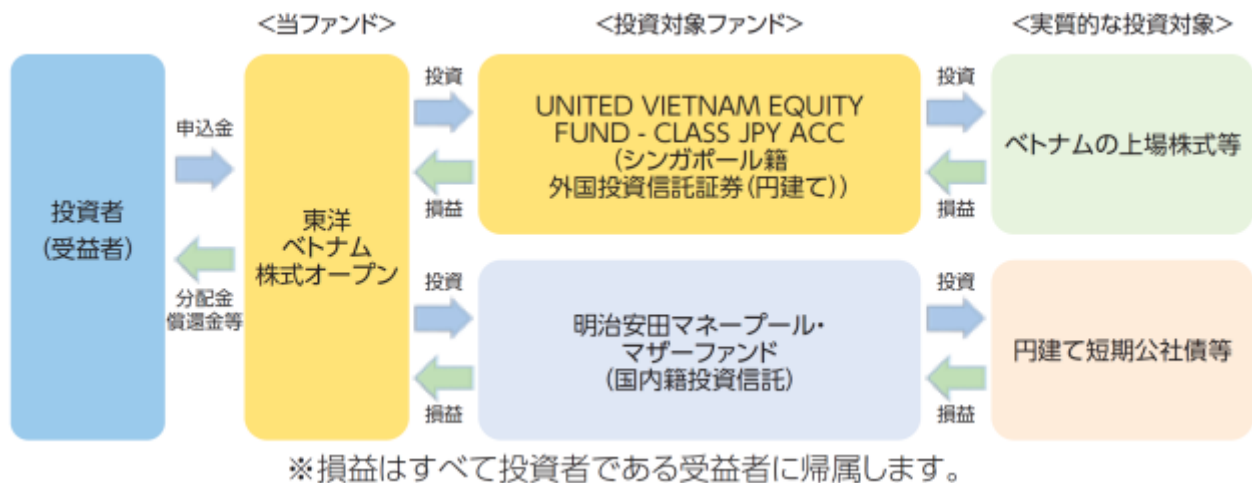 <当ファンド>
<投資対象ファンド>
<実質的な投資対象>
投資者
(受益者)
申込金
分配金
償還金等
東洋
ベトナム
株式オープン
投資
損益
UNITED VIETNAM EQUITY
FUND - CLASS JPY ACC
(シンガポール籍
外国投資信託証券(円建て))
投資
損益
ベトナムの上場株式等
投資
損益
明治安田マネープール・
マザーファンド
(国内籍投資信託)
投資
損益
円建て短期公社債等
※損益はすべて投資者である受益者に帰属します。